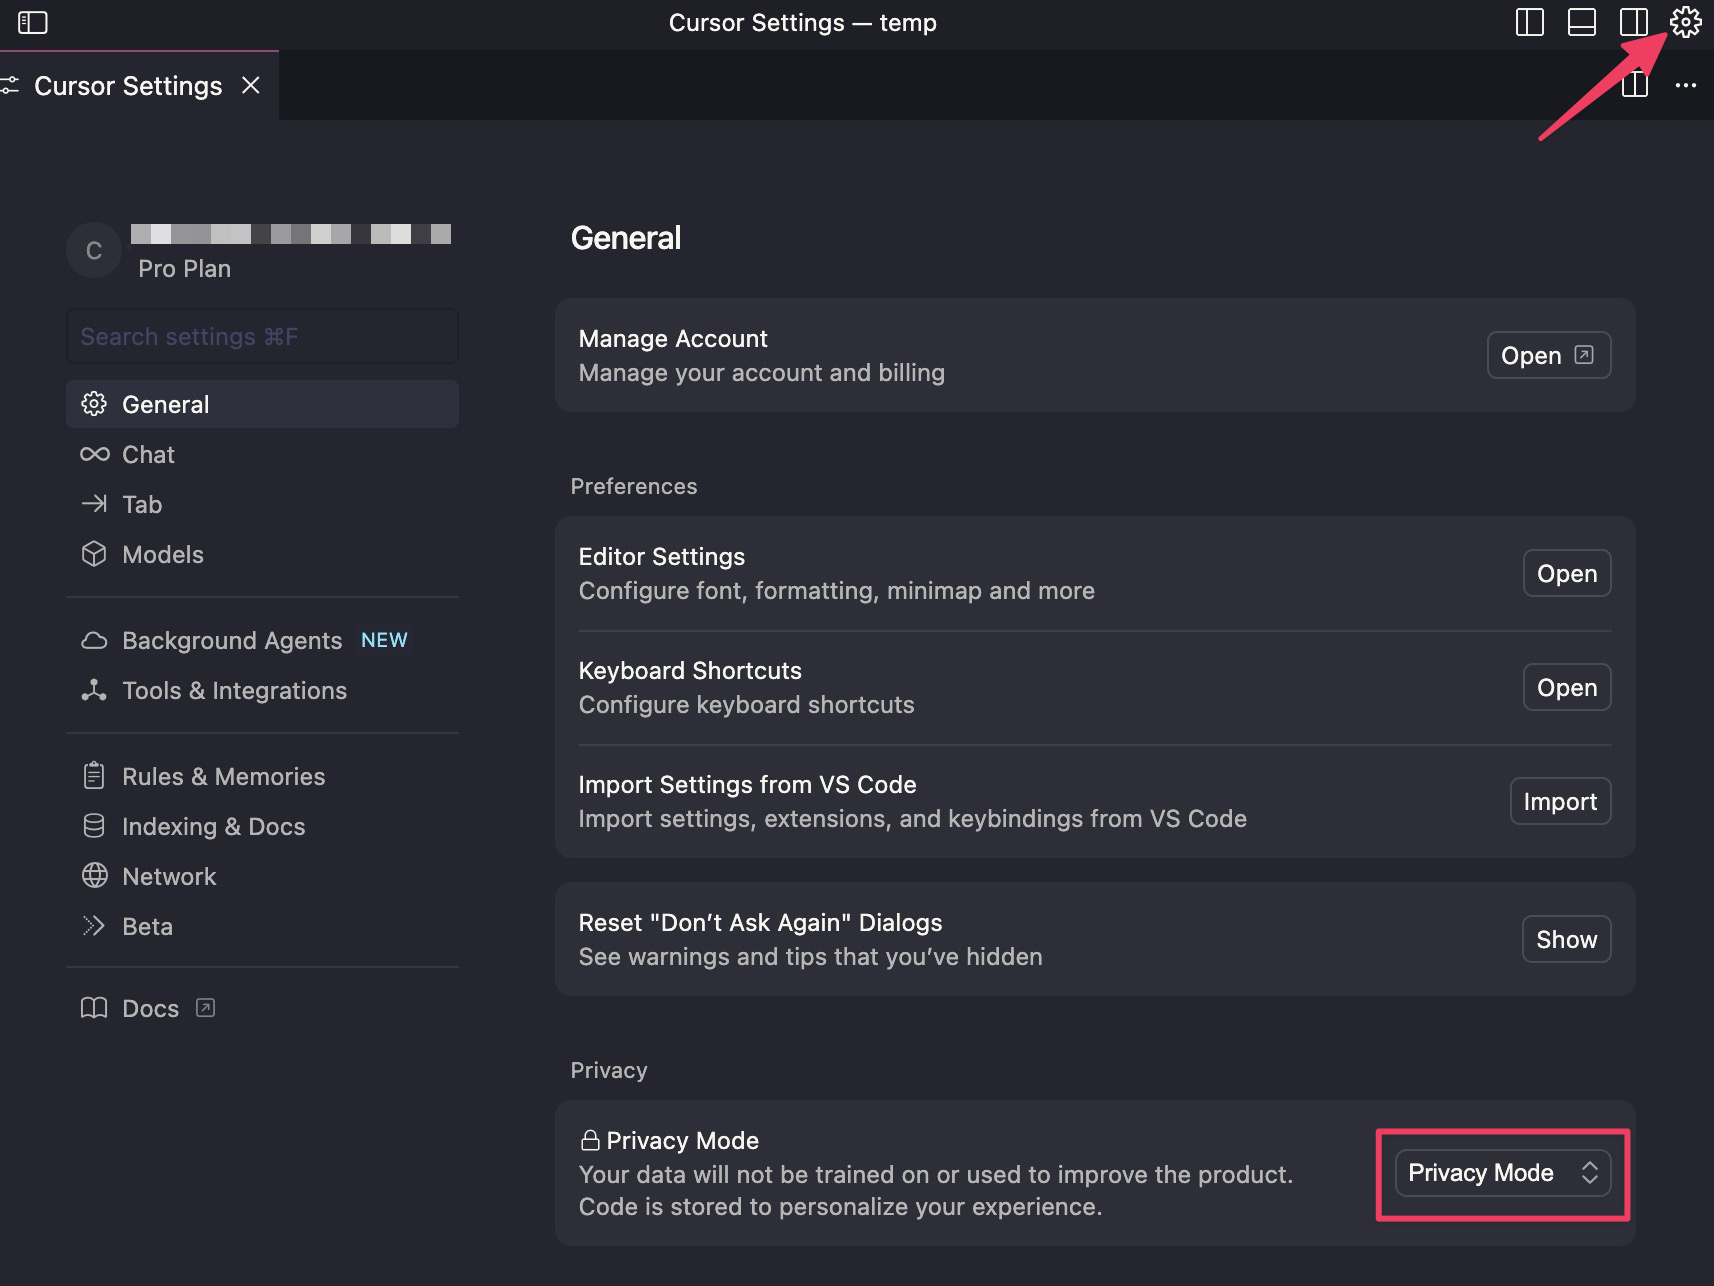 Cursor Settings — temp
Cursor Settings
C
Pro Plan
Search settings ⌘F
General
Chat
Tab
Models
Background Agents NEW
Tools & Integrations
Rules & Memories
Indexing & Docs
Network
Beta
Docs
General
Manage Account
Manage your account and billing
Open
Preferences
Editor Settings
Configure font, formatting, minimap and more
Open
Keyboard Shortcuts
Configure keyboard shortcuts
Open
Import Settings from VS Code
Import settings, extensions, and keybindings from VS Code
Import
Reset "Don’t Ask Again" Dialogs
See warnings and tips that you’ve hidden
Show
Privacy
Privacy Mode
Your data will not be trained on or used to improve the product.
Code is stored to personalize your experience.
Privacy Mode